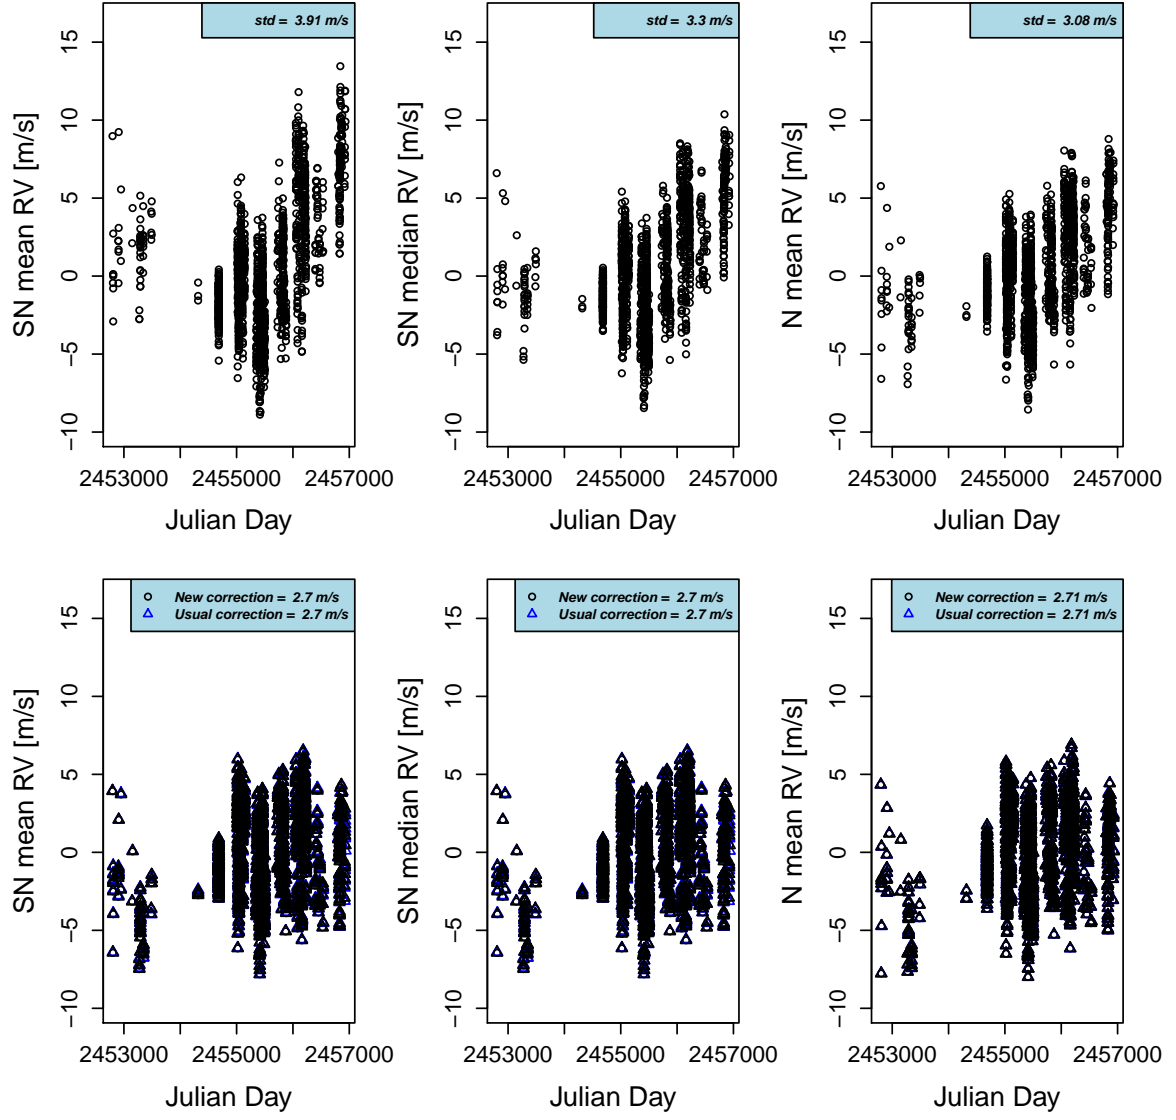 std = 3.91 m/s
SN mean RV [m/s]
15
10
5
0
−5
−10
2453000 2455000 2457000
Julian Day
std = 3.3 m/s
SN median RV [m/s]
15
10
5
0
−5
−10
2453000 2455000 2457000
Julian Day
std = 3.08 m/s
N mean RV [m/s]
15
10
5
0
−5
−10
2453000 2455000 2457000
Julian Day
New correction = 2.7 m/s
Usual correction = 2.7 m/s
SN mean RV [m/s]
15
10
5
0
−5
−10
2453000 2455000 2457000
Julian Day
New correction = 2.7 m/s
Usual correction = 2.7 m/s
SN median RV [m/s]
15
10
5
0
−5
−10
2453000 2455000 2457000
Julian Day
New correction = 2.71 m/s
Usual correction = 2.71 m/s
N mean RV [m/s]
15
10
5
0
−5
−10
2453000 2455000 2457000
Julian Day